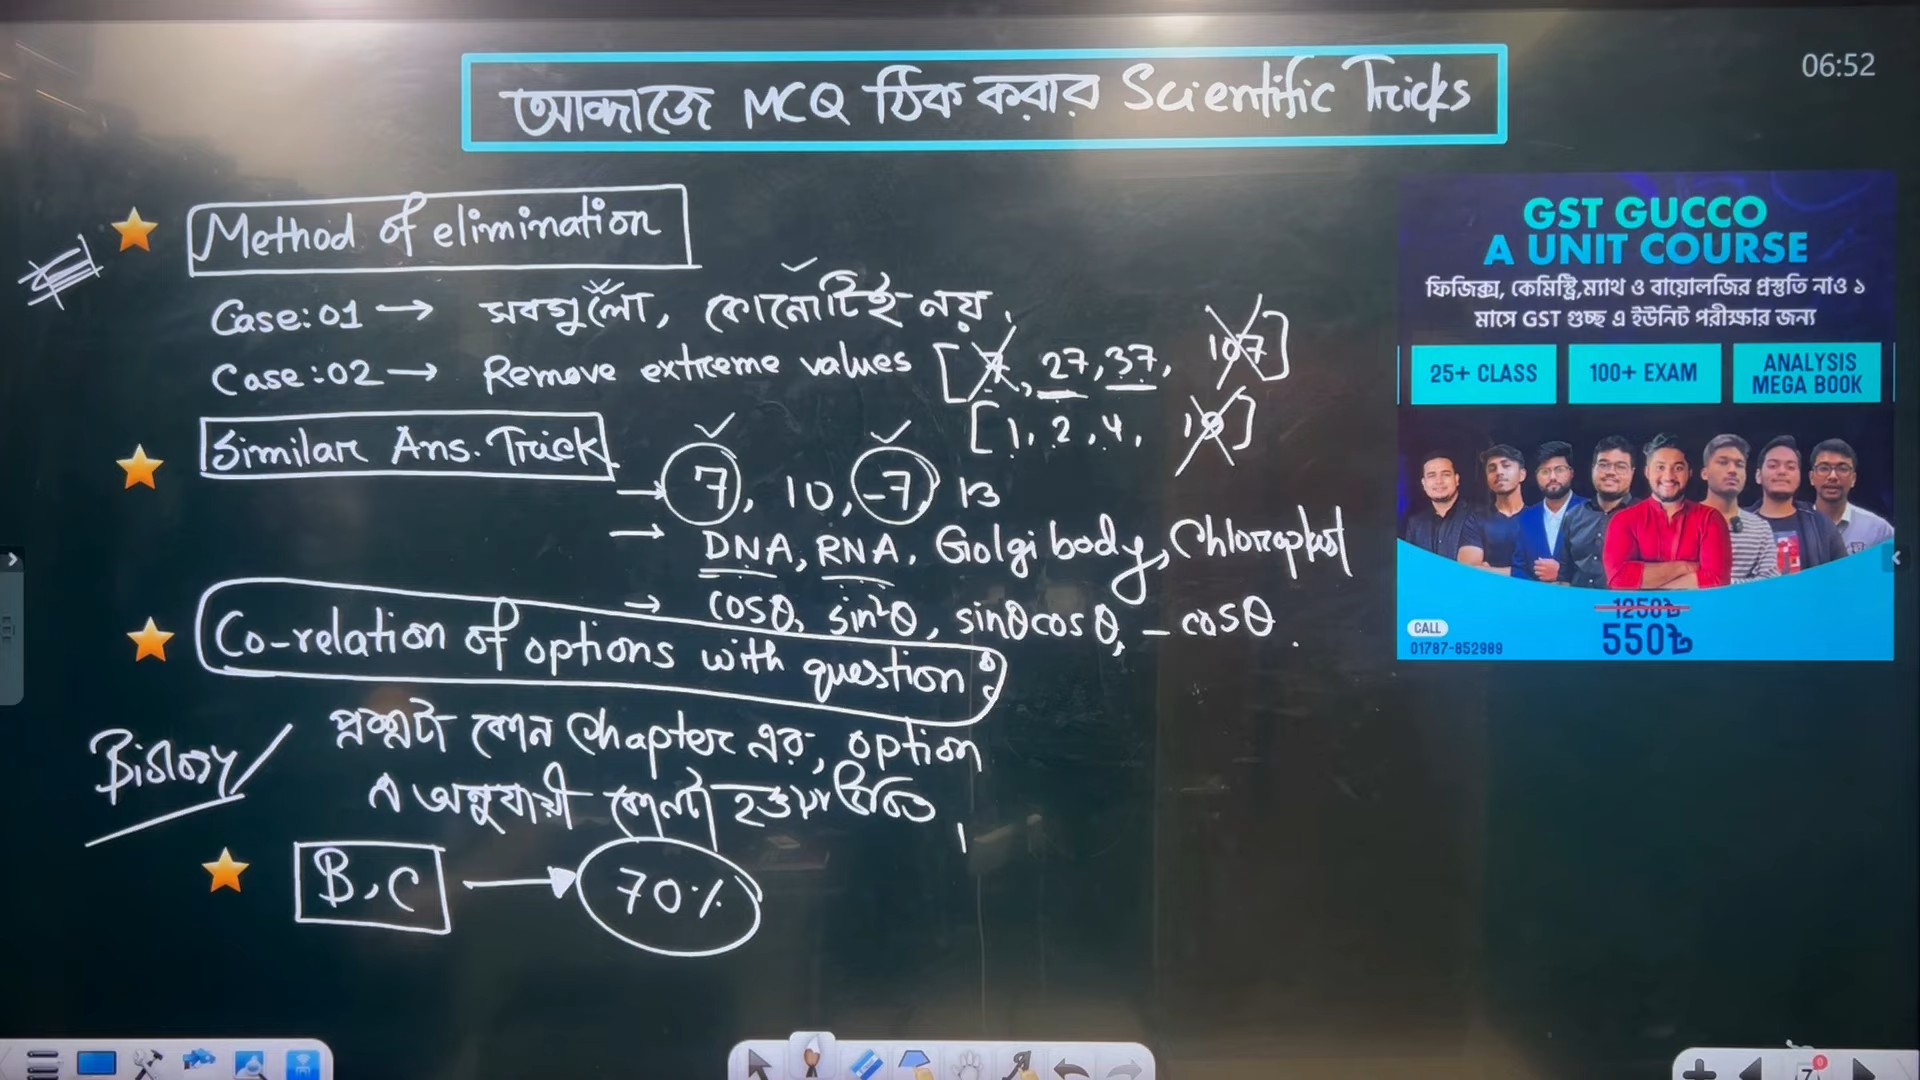 আন্দাজে MCQ ঠিক করার Scientific Tricks
06:52
Method of elimination
Case:01 → সবগুলো, কোনোটিই নয়.
Case:02 → Remove extreme values [7, 27, 37, 107]
[1, 2, 4, 19]
Similar Ans. Trick
→ 7, 10, -7, 13
→ DNA, RNA, Golgi body, Chloroplast
→ cosθ, sin²θ, sinθcosθ, - cosθ.
Co-relation of options with question:
Biology
প্রশ্নটা কোন Chapter এর, option
এ অনুযায়ী কোনটা হওয়া উচিত,
B, C → 70%
GST GUCCO
A UNIT COURSE
ফিজিক্স, কেমিস্ট্রি,ম্যাথ ও বায়োলজির প্রস্তুতি নাও ১
মাসে GST গুচ্ছ এ ইউনিট পরীক্ষার জন্য
25+ CLASS 100+ EXAM ANALYSIS MEGA BOOK
1250৳
CALL 550৳
01787-852989
7
0